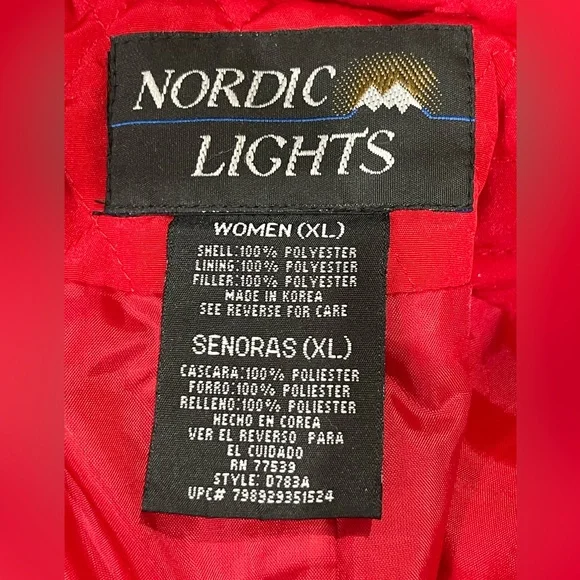 NORDIC
LIGHTS
WOMEN (XL)
SHELL:100% POLYESTER
LINING:100% POLYESTER
FILLER:100% POLYESTER
MADE IN KOREA
SEE REVERSE FOR CARE
SENORAS (XL)
CASCARA:100% POLIESTER
FORRO:100% POLIESTER
RELLENO:100% POLIESTER
HECHO EN COREA
VER EL REVERSO PARA
EL CUIDADO
RN 77539
STYLE: D783A
UPC# 798929351524